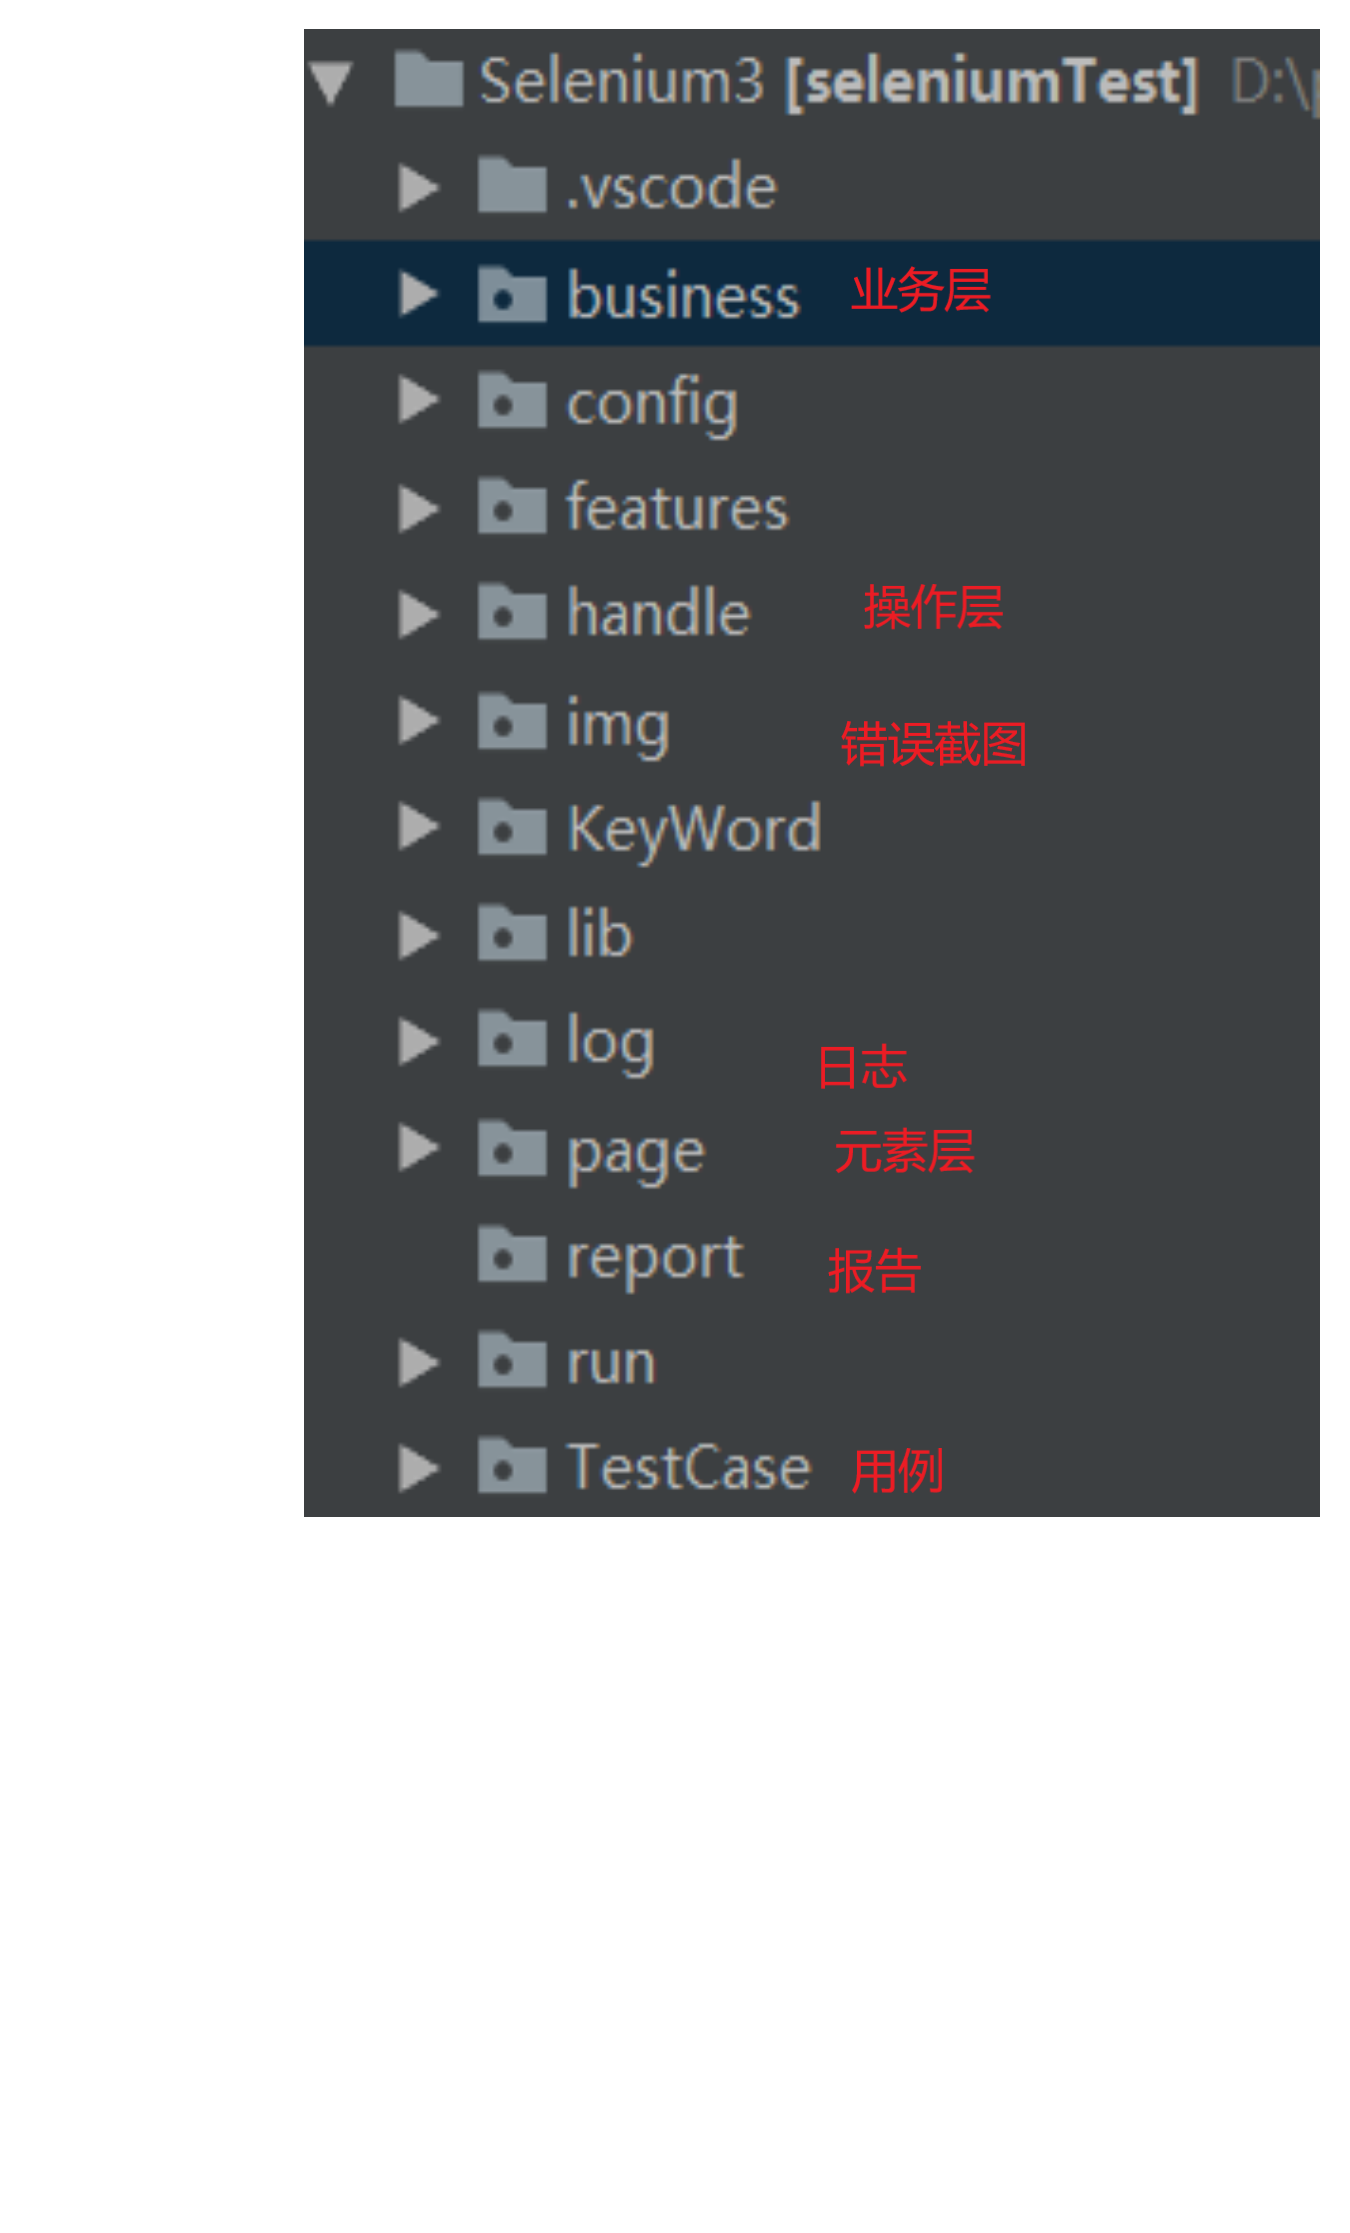 Selenium3 [seleniumTest] D:\
.vscode
business 业务层
config
features
handle 操作层
img 错误截图
KeyWord
lib
log 日志
page 元素层
report 报告
run
TestCase 用例